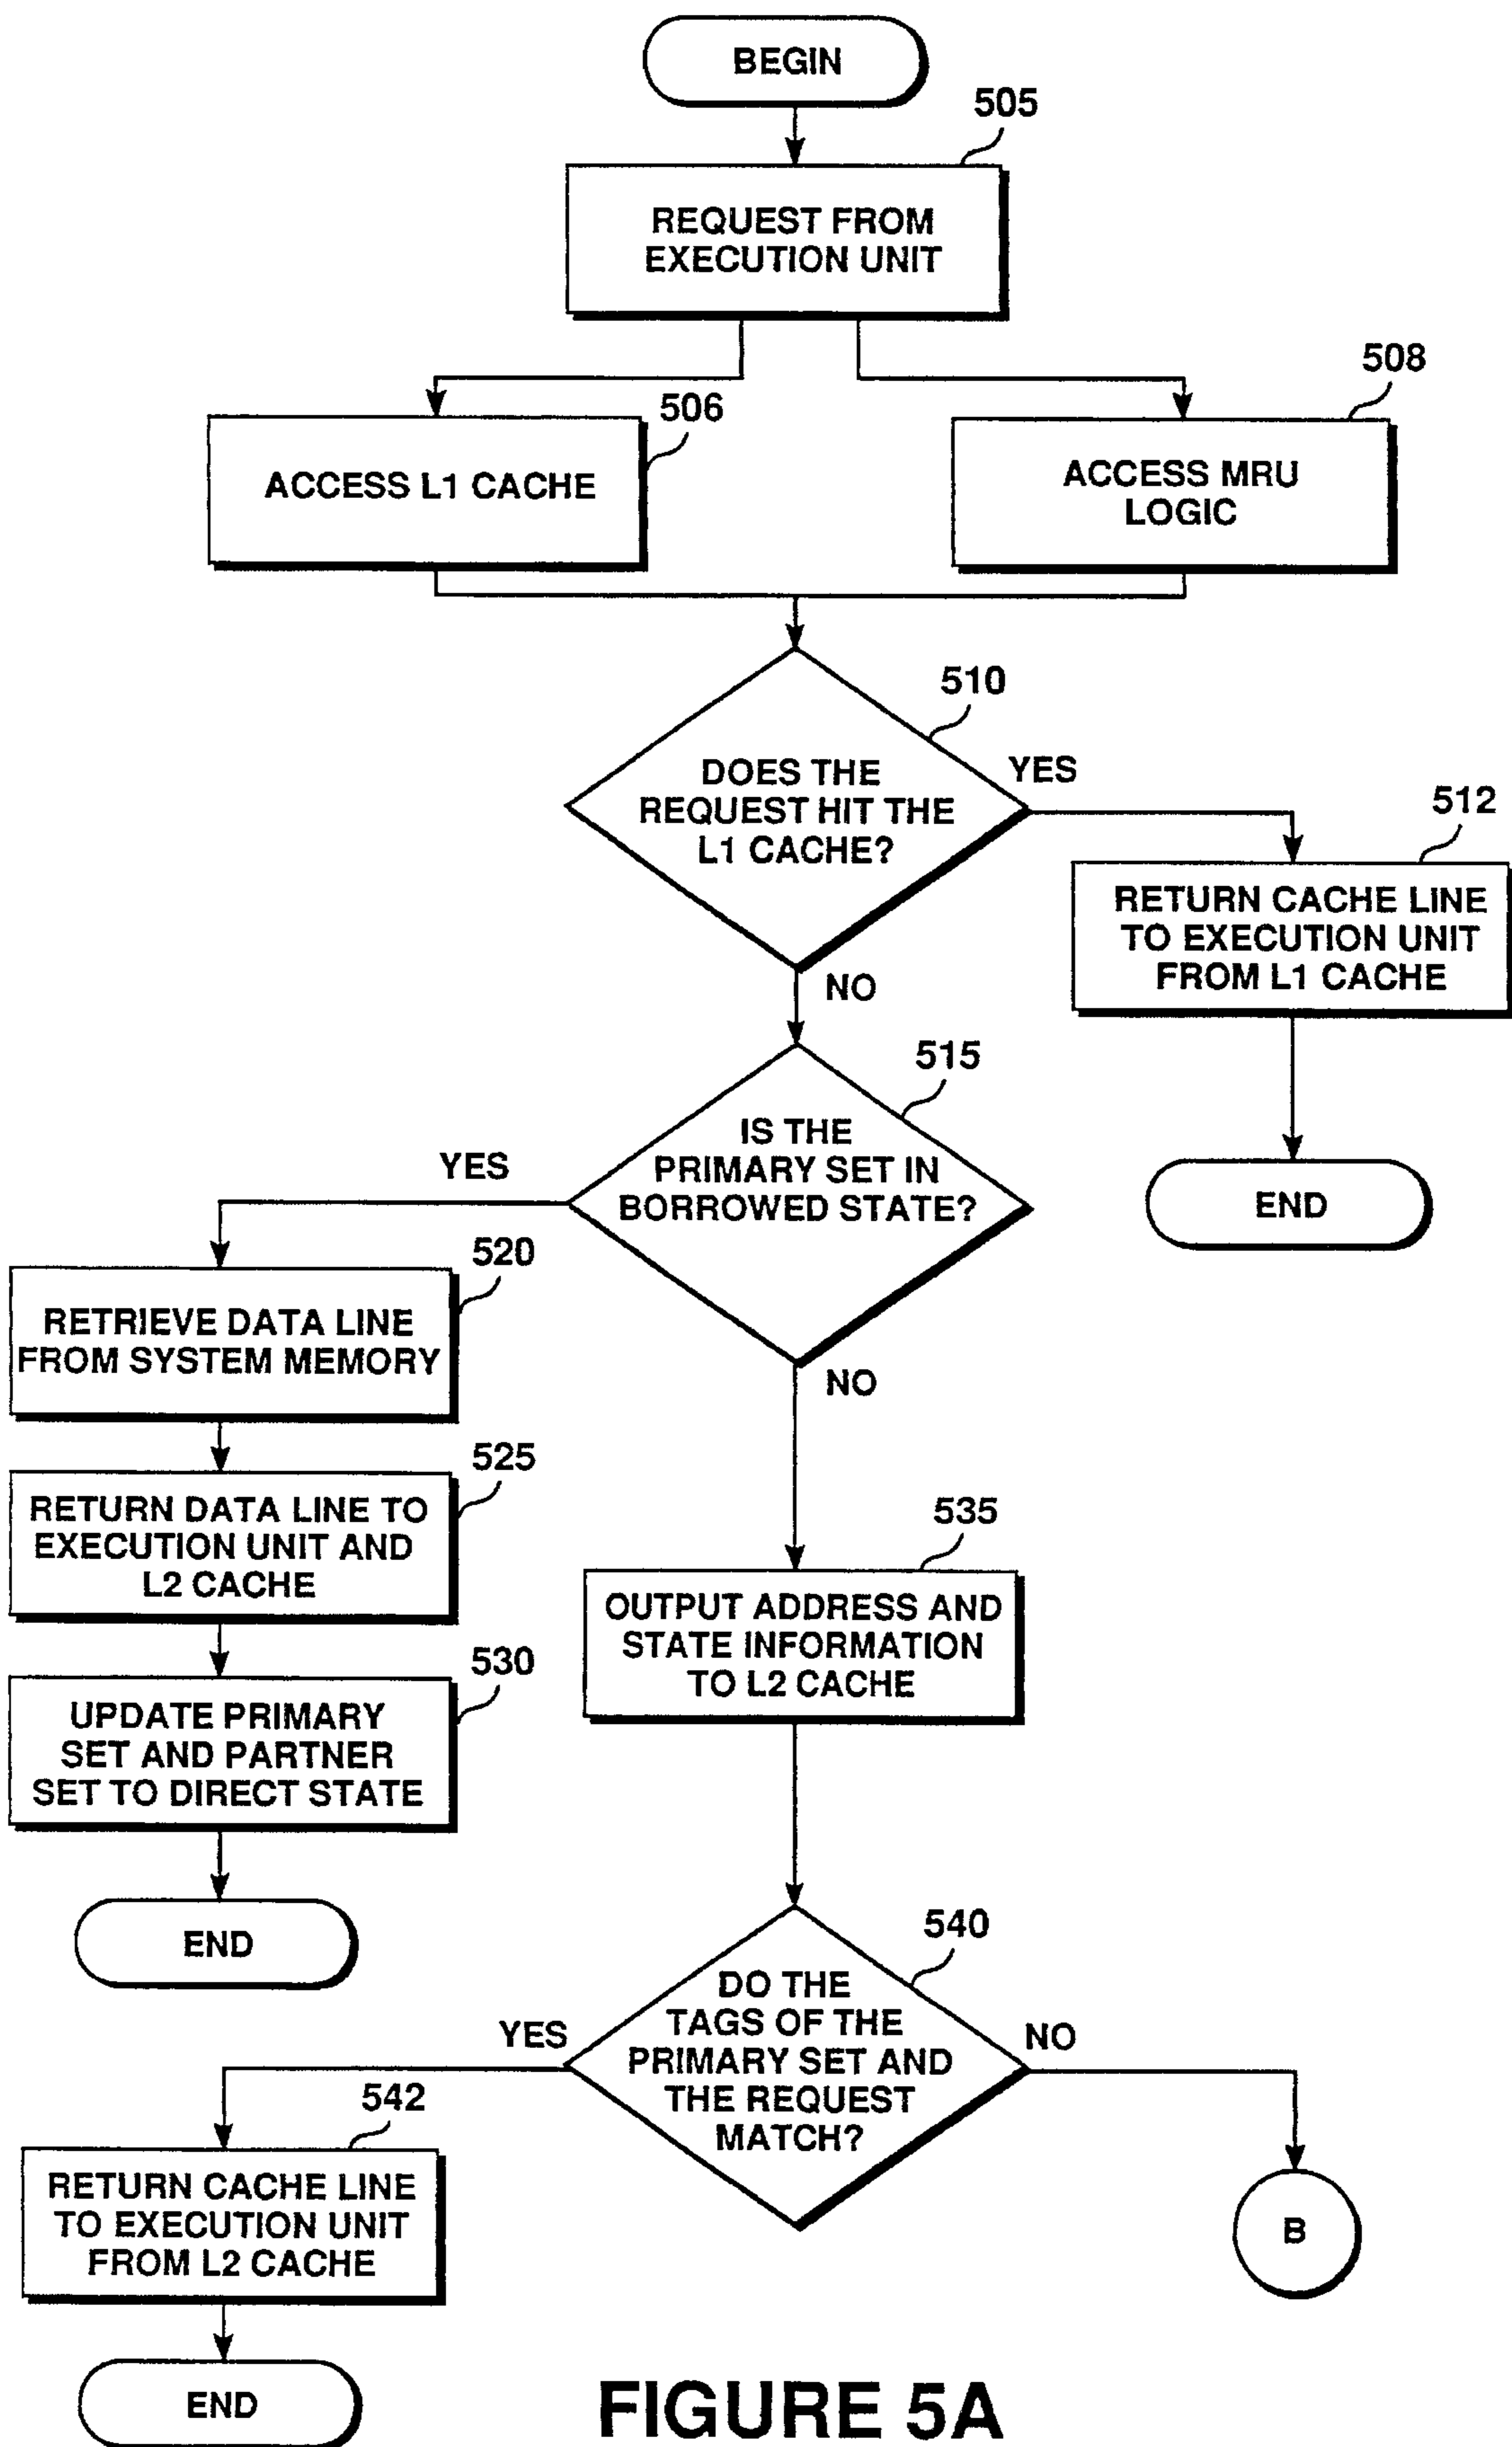 BEGIN
505
REQUEST FROM
EXECUTION UNIT
506
ACCESS L1 CACHE
508
ACCESS MRU
LOGIC
510
DOES THE
REQUEST HIT THE
L1 CACHE?
YES
NO
512
RETURN CACHE LINE
TO EXECUTION UNIT
FROM L1 CACHE
END
515
IS THE
PRIMARY SET IN
BORROWED STATE?
YES
NO
520
RETRIEVE DATA LINE
FROM SYSTEM MEMORY
525
RETURN DATA LINE TO
EXECUTION UNIT AND
L2 CACHE
530
UPDATE PRIMARY
SET AND PARTNER
SET TO DIRECT STATE
END
535
OUTPUT ADDRESS AND
STATE INFORMATION
TO L2 CACHE
540
DO THE
TAGS OF THE
PRIMARY SET AND
THE REQUEST
MATCH?
YES
NO
542
RETURN CACHE LINE
TO EXECUTION UNIT
FROM L2 CACHE
END
B
FIGURE 5A